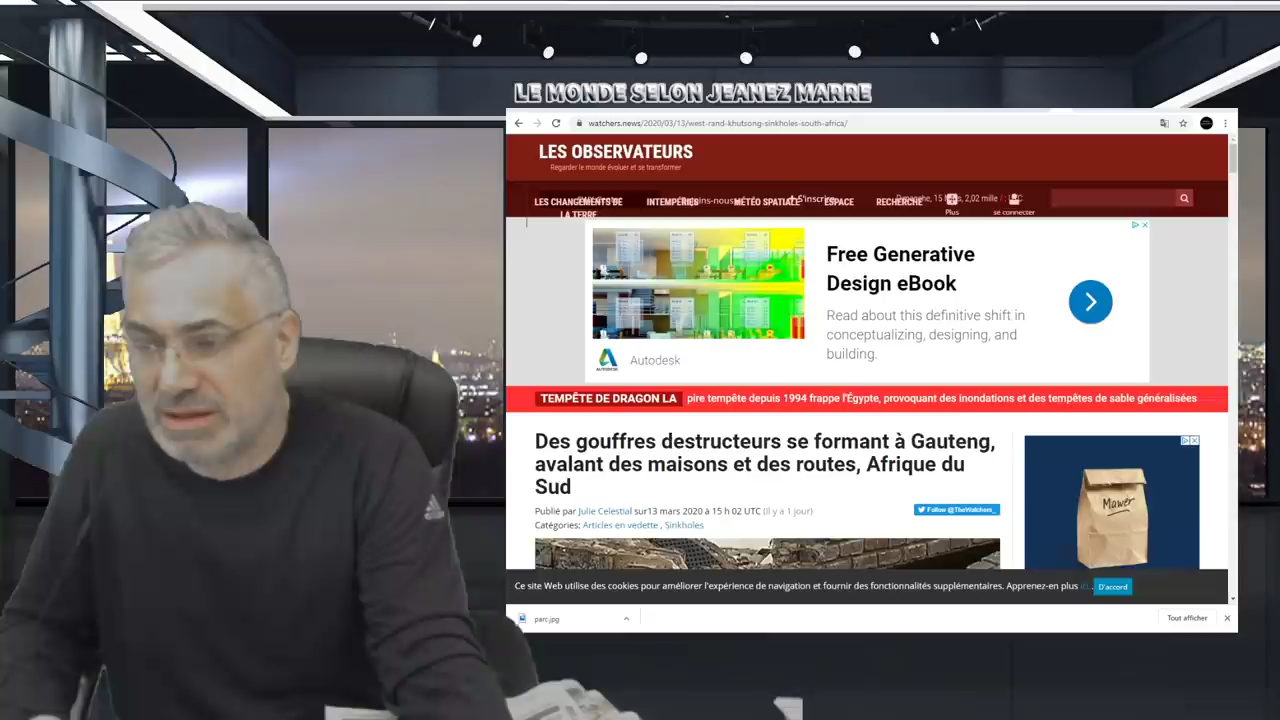 LE MONDE SELON JEANEZ MARRE
watchers.news/2020/03/13/west-rand-khutsong-sinkholes-south-africa/
LES OBSERVATEURS
Regarder le monde évoluer et se transformer
LES CHANGEMENTS DE
LA TERRE
INTEMPÉRIES
MÉTÉO SPATIALE
S'inscrire
ESPACE
RECHERCHE
Plus
se connecter
Free Generative
Design eBook
Read about this definitive shift in
conceptualizing, designing, and
building.
AUTODESK
Autodesk
TEMPÊTE DE DRAGON LA pire tempête depuis 1994 frappe l'Égypte, provoquant des inondations et des tempêtes de sable généralisées
Des gouffres destructeurs se formant à Gauteng,
avalant des maisons et des routes, Afrique du
Sud
Publié par Julie Celestial sur13 mars 2020 à 15 h 02 UTC (Il y a 1 jour)
Follow @TheWatchers_
Catégories: Articles en vedette , Sinkholes
Mawer
Ce site Web utilise des cookies pour améliorer l'expérience de navigation et fournir des fonctionnalités supplémentaires. Apprenez-en plus
D'accord
parc.jpg
Tout afficher